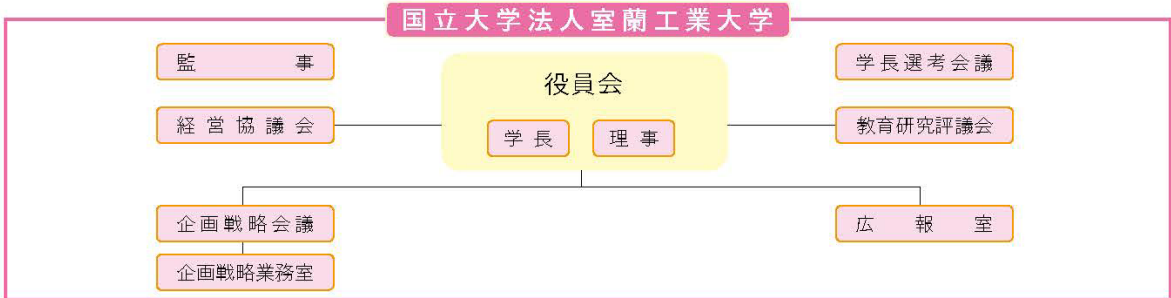 国立大学法人室蘭工業大学
監事
学長選考会議
役員会
経営協議会
学長
理事
教育研究評議会
企画戦略会議
広報室
企画戦略業務室